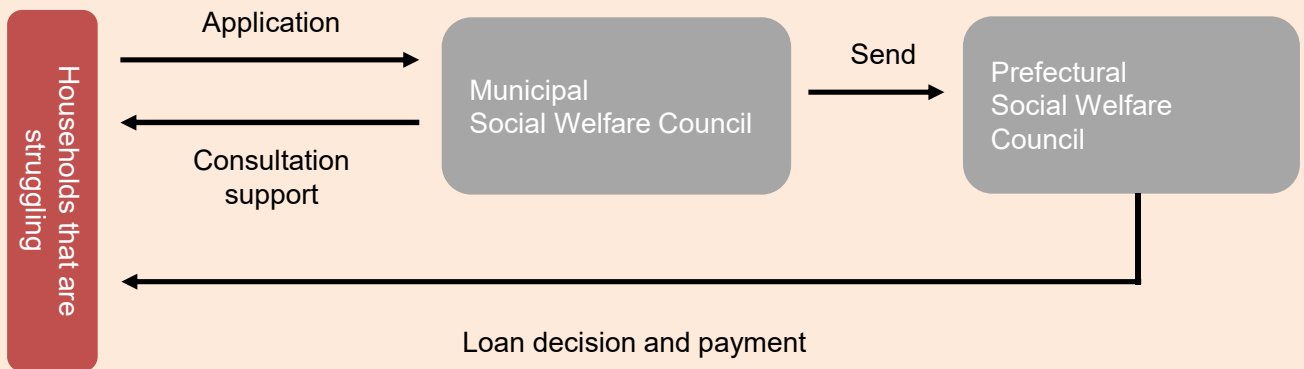 Households that are
struggling
Application
Consultation
support
Municipal
Social Welfare Council
Send
Prefectural
Social Welfare
Council
Loan decision and payment